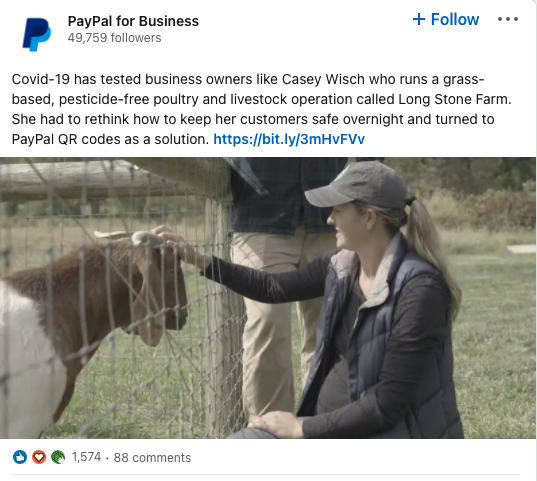 PayPal for Business
+ Follow
49,759 followers
Covid-19 has tested business owners like Casey Wisch who runs a grass-
based, pesticide-free poultry and livestock operation called Long Stone Farm.
She had to rethink how to keep her customers safe overnight and turned to
PayPal QR codes as a solution. https://bit.ly/3mHvFVv
1,574 · 88 comments